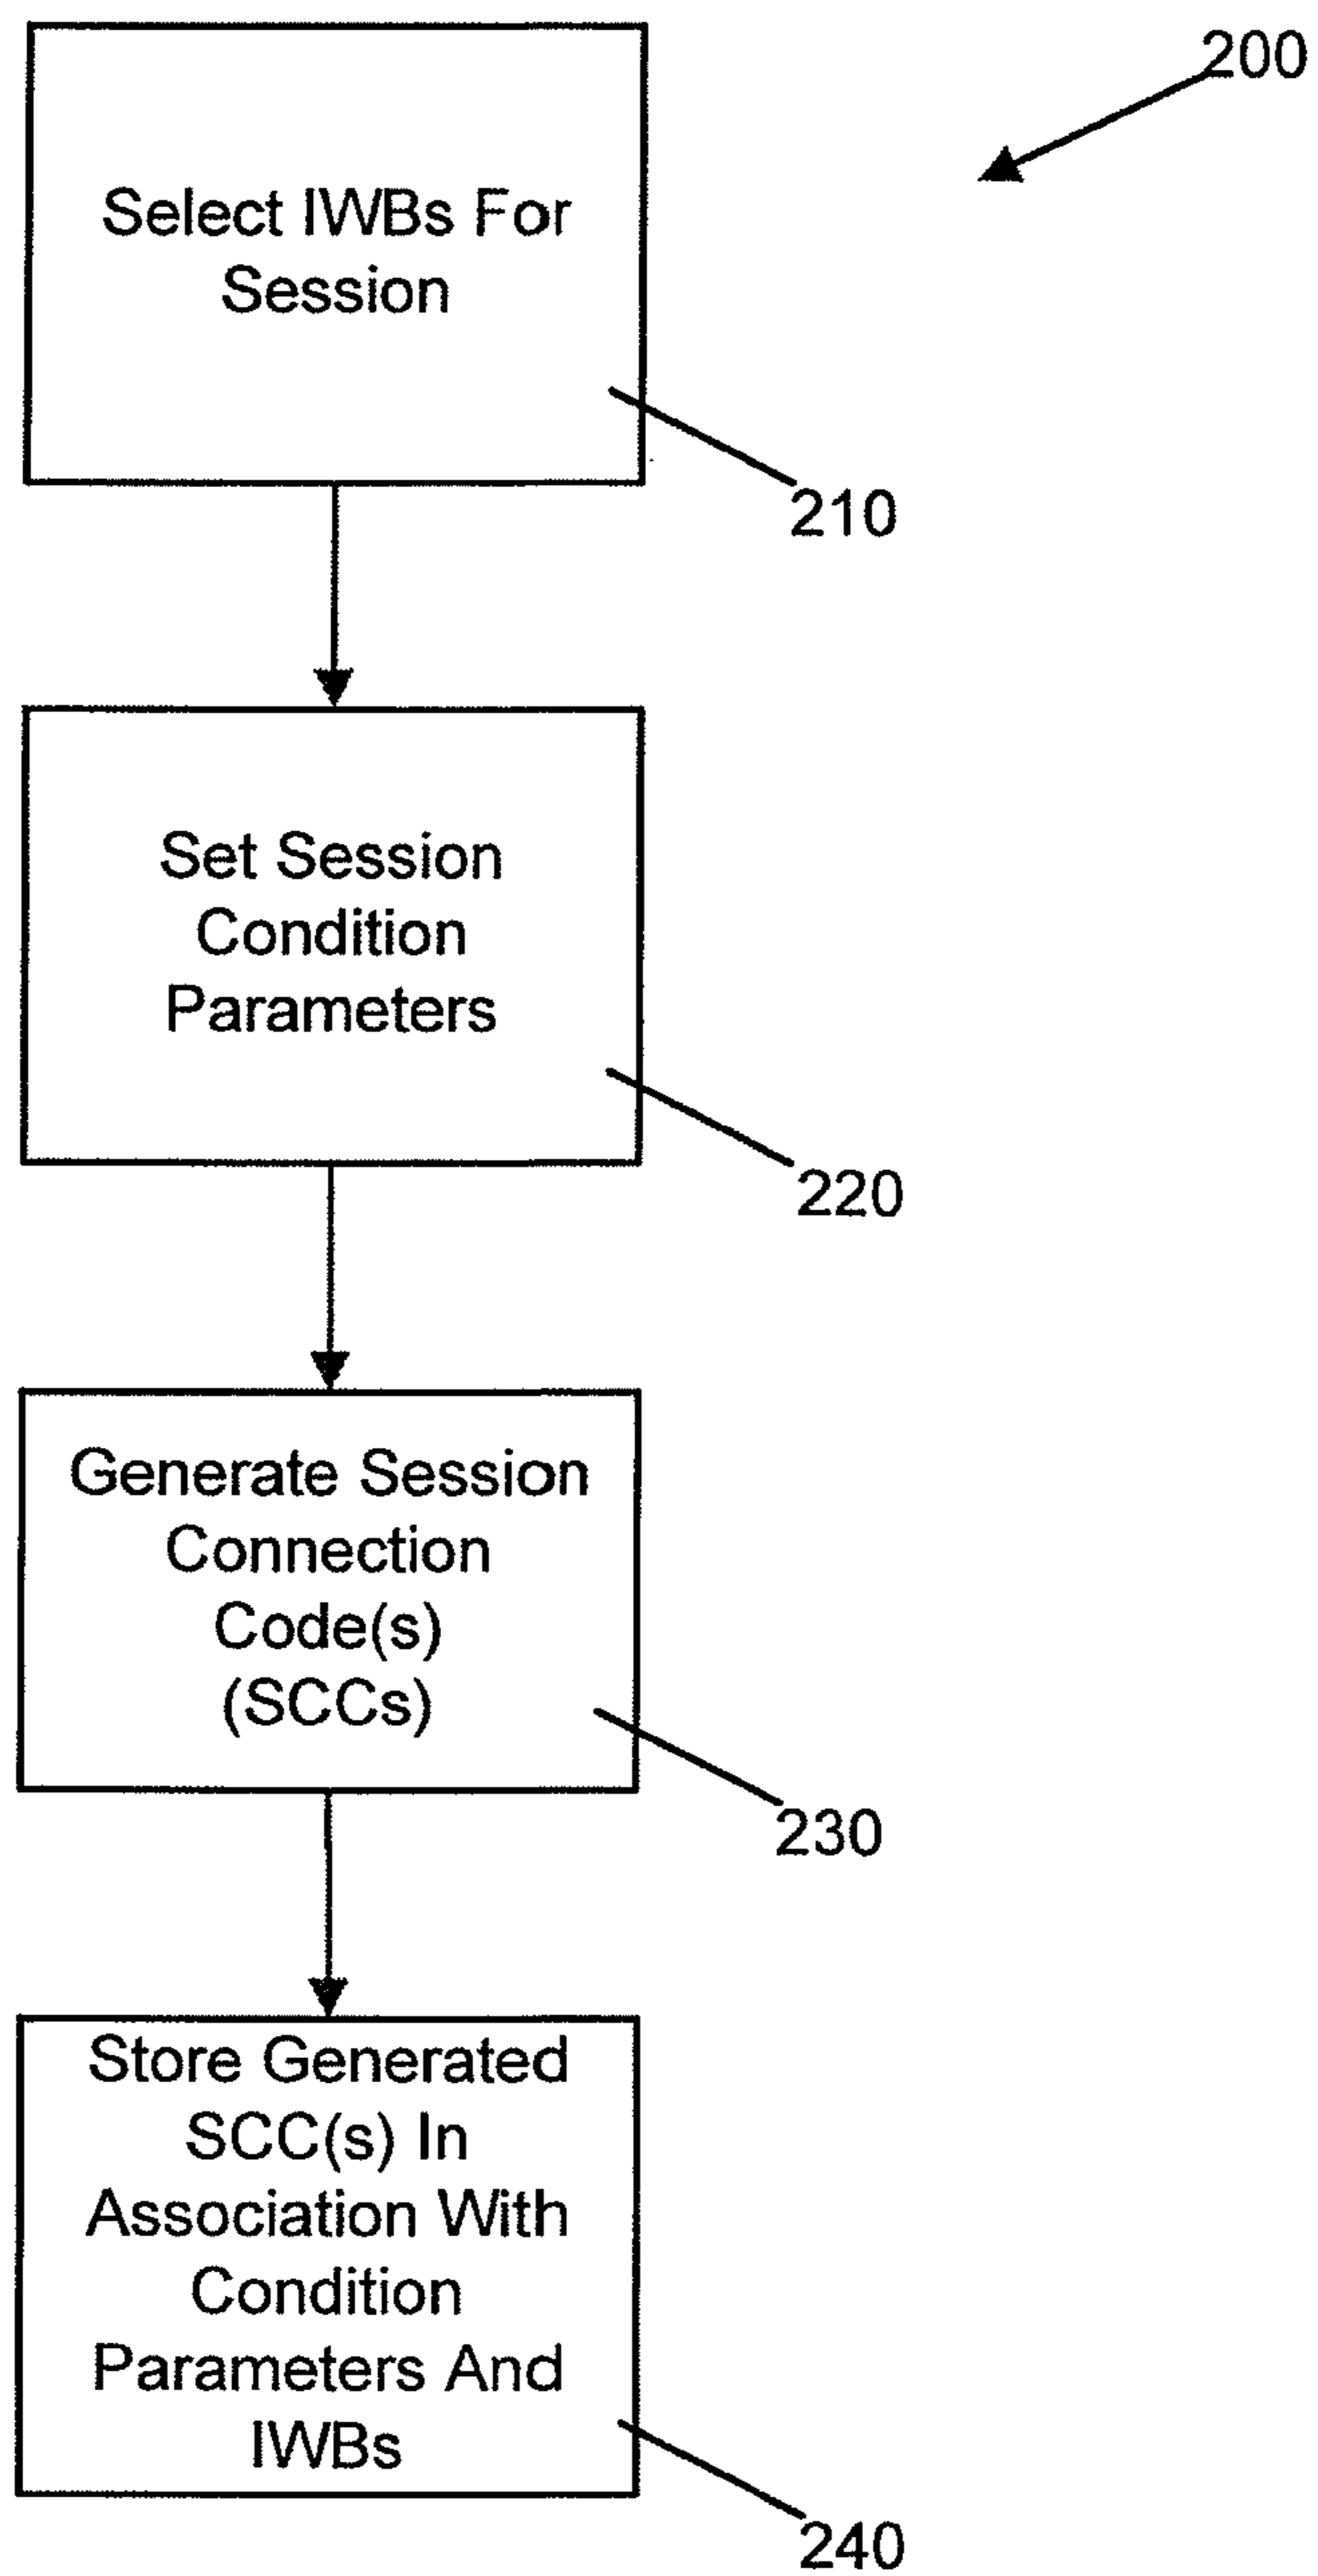 200
Select IWBs For
Session
210
Set Session
Condition
Parameters
220
Generate Session
Connection
Code(s)
(SCCs)
230
Store Generated
SCC(s) In
Association With
Condition
Parameters And
IWBs
240